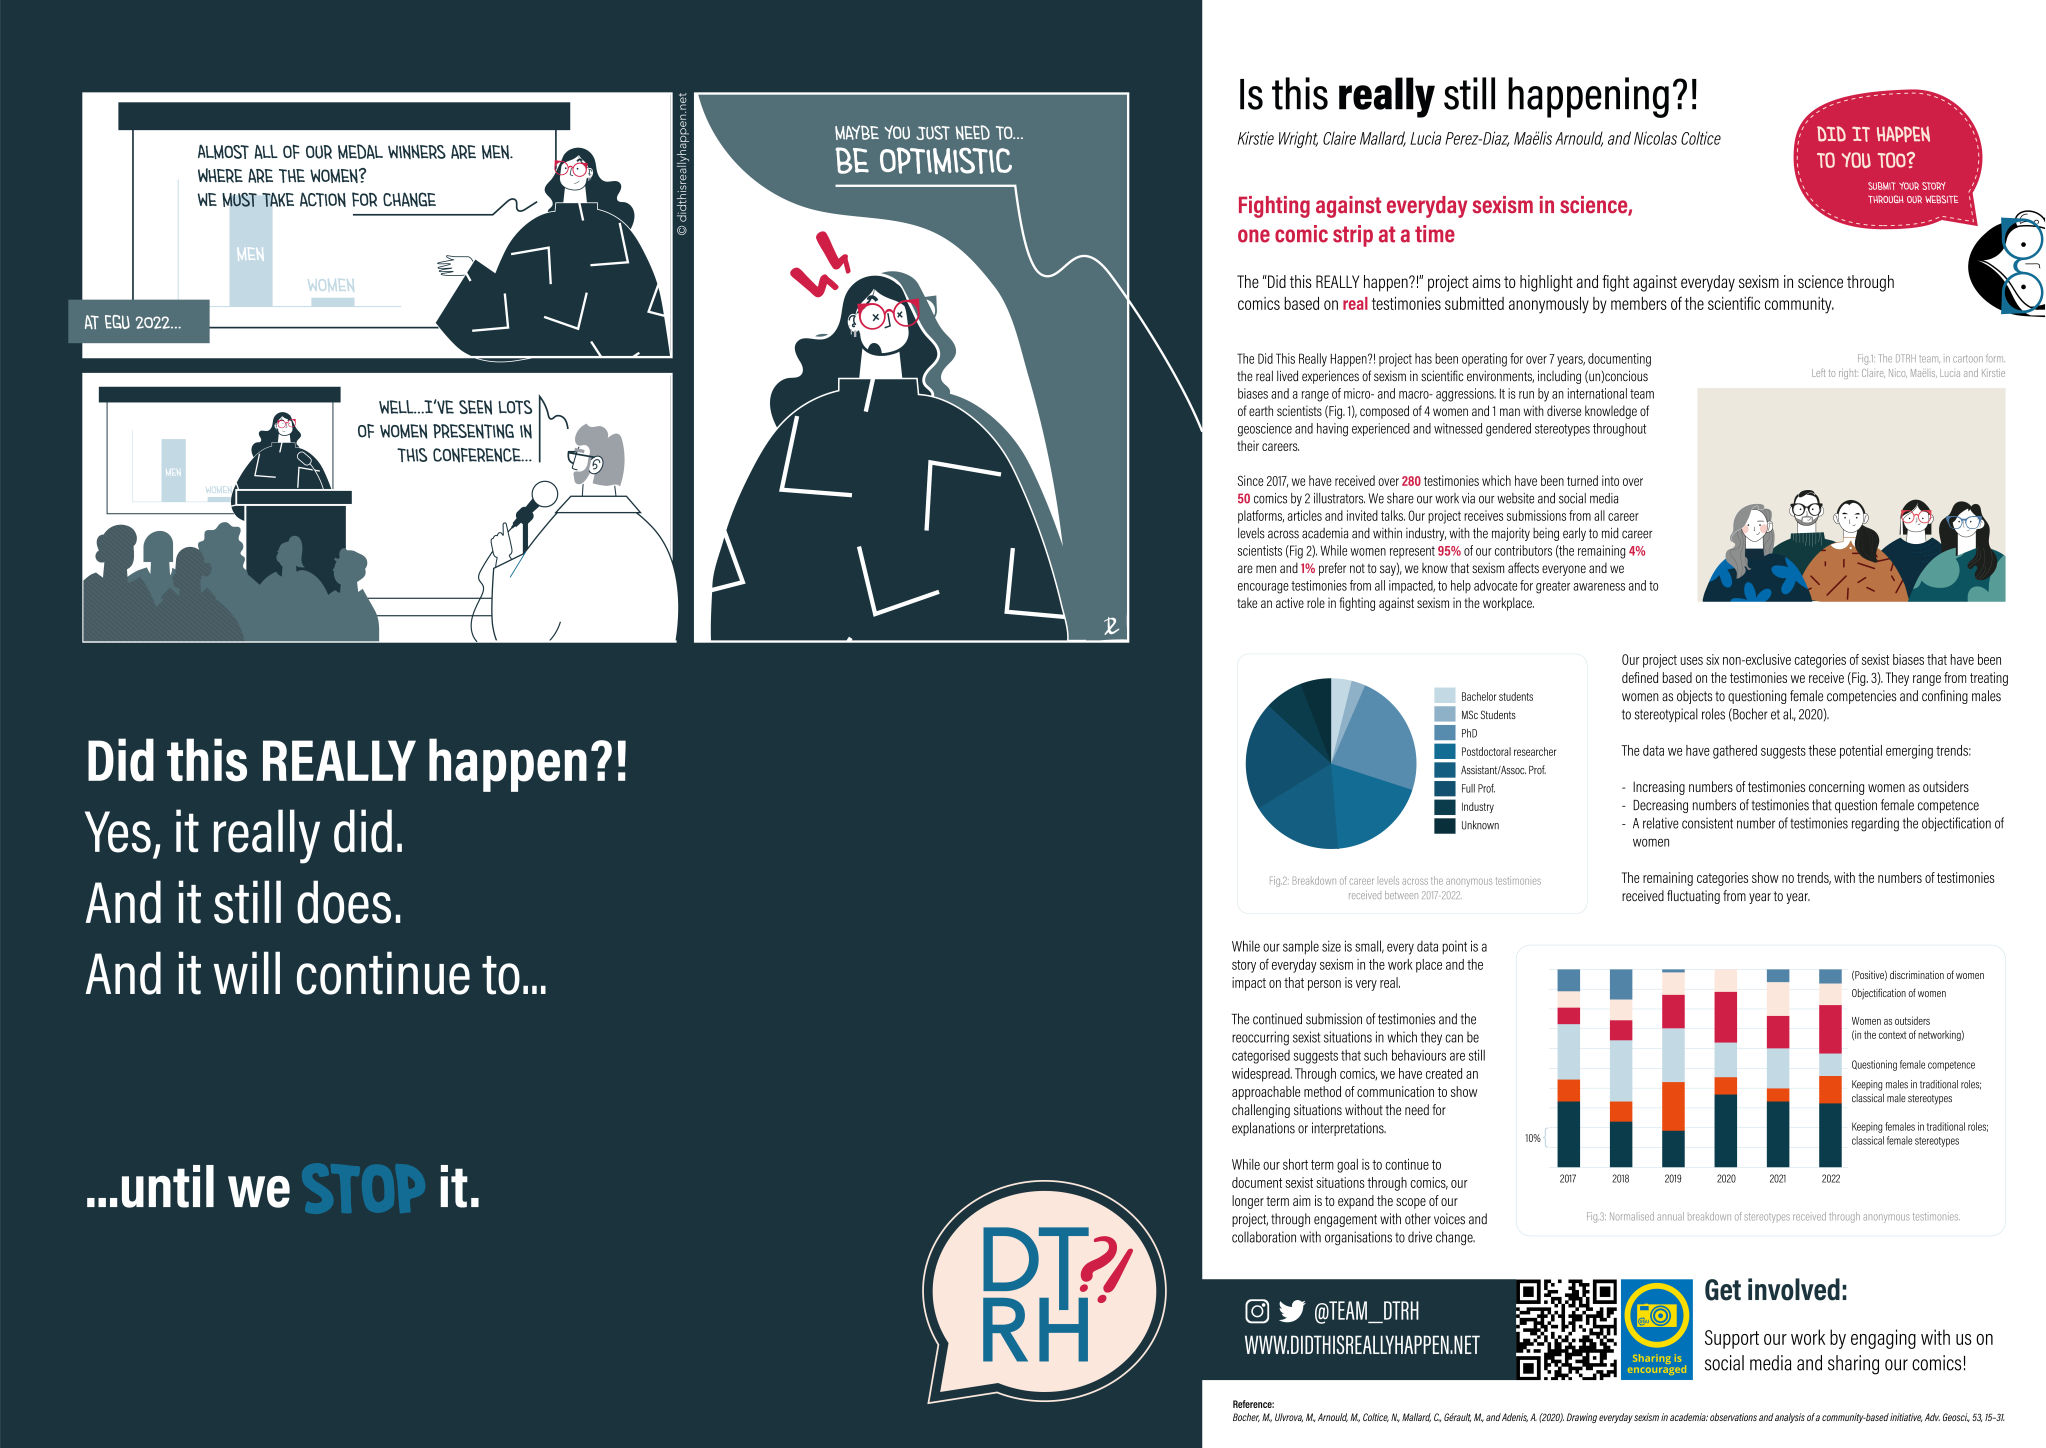 ALMOST ALL OF OUR MEDAL WINNERS ARE MEN.
WHERE ARE THE WOMEN?
WE MUST TAKE ACTION FOR CHANGE
MEN
WOMEN
AT EGU 2022...
© didthisreallyhappen.net
WELL...I'VE SEEN LOTS
OF WOMEN PRESENTING IN
THIS CONFERENCE...
MEN
WOMEN
MAYBE YOU JUST NEED TO...
BE OPTIMISTIC
Did this REALLY happen?!
Yes, it really did.
And it still does.
And it will continue to...
...until we STOP it.
DT?!
RH
Is this really still happening?!
Kirstie Wright, Claire Mallard, Lucia Perez-Diaz, Maëlis Arnould, and Nicolas Coltice
DID IT HAPPEN
TO YOU TOO?
SUBMIT YOUR STORY
THROUGH OUR WEBSITE
Fighting against everyday sexism in science,
one comic strip at a time
The "Did this REALLY happen?!" project aims to highlight and fight against everyday sexism in science through
comics based on real testimonies submitted anonymously by members of the scientific community.
The Did This Really Happen?! project has been operating for over 7 years, documenting
the real lived experiences of sexism in scientific environments, including (un)concious
biases and a range of micro- and macro- aggressions. It is run by an international team
of earth scientists (Fig. 1), composed of 4 women and 1 man with diverse knowledge of
geoscience and having experienced and witnessed gendered stereotypes throughout
their careers.
Since 2017, we have received over 280 testimonies which have been turned into over
50 comics by 2 illustrators. We share our work via our website and social media
platforms, articles and invited talks. Our project receives submissions from all career
levels across academia and within industry, with the majority being early to mid career
scientists (Fig 2). While women represent 95% of our contributors (the remaining 4%
are men and 1% prefer not to say), we know that sexism affects everyone and we
encourage testimonies from all impacted, to help advocate for greater awareness and to
take an active role in fighting against sexism in the workplace.
Fig.1: The DTRH team, in cartoon form.
Left to right: Claire, Nico, Maëlis, Lucia and Kirstie
Bachelor students
MSc Students
PhD
Postdoctoral researcher
Assistant/Assoc. Prof.
Full Prof.
Industry
Unknown
Fig.2: Breakdown of career levels across the anonymous testimonies
received between 2017-2022.
Our project uses six non-exclusive categories of sexist biases that have been
defined based on the testimonies we receive (Fig. 3). They range from treating
women as objects to questioning female competencies and confining males
to stereotypical roles (Bocher et al., 2020).
The data we have gathered suggests these potential emerging trends:
- Increasing numbers of testimonies concerning women as outsiders
- Decreasing numbers of testimonies that question female competence
- A relative consistent number of testimonies regarding the objectification of
women
The remaining categories show no trends, with the numbers of testimonies
received fluctuating from year to year.
While our sample size is small, every data point is a
story of everyday sexism in the work place and the
impact on that person is very real.
The continued submission of testimonies and the
reoccurring sexist situations in which they can be
categorised suggests that such behaviours are still
widespread. Through comics, we have created an
approachable method of communication to show
challenging situations without the need for
explanations or interpretations.
While our short term goal is to continue to
document sexist situations through comics, our
longer term aim is to expand the scope of our
project, through engagement with other voices and
collaboration with organisations to drive change.
(Positive) discrimination of women
Objectification of women
Women as outsiders
(in the context of networking)
Questioning female competence
Keeping males in traditional roles;
classical male stereotypes
Keeping females in traditional roles;
classical female stereotypes
10%
2017 2018 2019 2020 2021 2022
Fig.3: Normalised annual breakdown of stereotypes received through anonymous testimonies.
@TEAM_DTRH
WWW.DIDTHISREALLYHAPPEN.NET
Sharing is
encouraged
Get involved:
Support our work by engaging with us on
social media and sharing our comics!
Reference:
Bocher, M., Ulvrova, M., Arnould, M., Coltice, N., Mallard, C., Gérault, M., and Adenis, A. (2020). Drawing everyday sexism in academia: observations and analysis of a community-based initiative, Adv. Geosci., 53, 15–31.